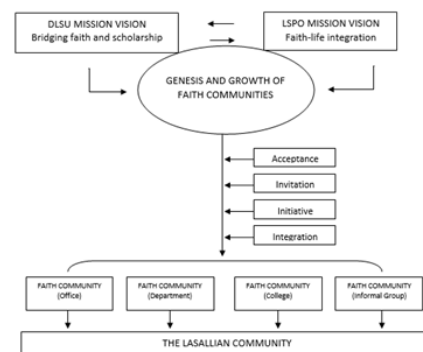 DLSU MISSION VISION
Bridging faith and scholarship
LSPO MISSION VISION
Faith-life integration
GENESIS AND GROWTH OF
FAITH COMMUNITIES
Acceptance
Invitation
Initiative
Integration
FAITH COMMUNITY
(Office)
FAITH COMMUNITY
(Department)
FAITH COMMUNITY
(College)
FAITH COMMUNITY
(Informal Group)
THE LASALLIAN COMMUNITY